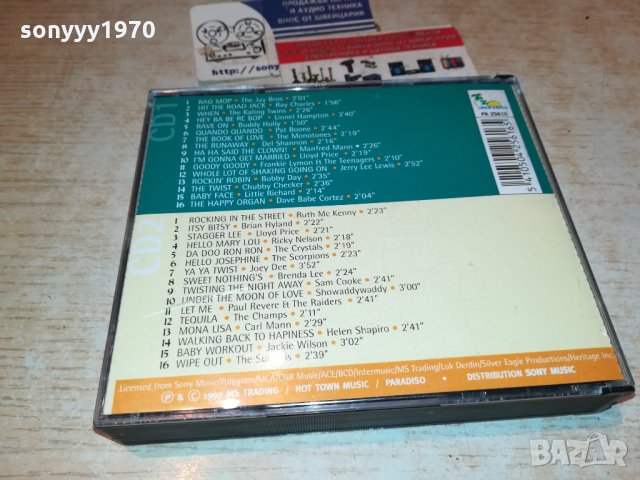 sonyyy1970
ПРОДАЖБА НА
И АУДИО ТЕХНИКА
ВНОС ОТ ШВЕЙЦАРИЯ
http://sony
CD1
1 RAG MOP • The Jay Bros • 2'01"
2 HIT THE ROAD JACK • Ray Charles • 1'56"
3 WHEN • The Kaling Twins • 2'26"
4 HEY BA BE RE BOP • Lionel Hampton • 3'40"
5 RAVE ON • Buddy Holly • 1'50"
6 QUANDO QUANDO • Pat Boone • 2'44"
7 THE BOOK OF LOVE • The Monotones • 2'19"
8 THE RUNAWAY • Del Shannon • 2'16"
9 HA HA SAID THE CLOWN! • Manfred Mann • 2'26"
10 I'M GONNA GET MARRIED • Lloyd Price • 2'19"
11 GOODY GOODY • Frankie Lymon & The Teenagers • 2'10"
12 WHOLE LOT OF SHAKING GOING ON • Jerry Lee Lewis • 2'52"
13 ROCKIN' ROBIN • Bobby Day • 2'35"
14 THE TWIST • Chubby Checker • 2'36"
15 BABY FACE • Little Richard • 2'14"
16 THE HAPPY ORGAN • Dave Babe Cortez • 2'04"
CD2
1 ROCKING IN THE STREET • Ruth Mc Kenny • 2'23"
2 ITSY BITSY • Brian Hyland • 2'22"
3 STAGGER LEE • Lloyd Price • 2'21"
4 HELLO MARY LOU • Ricky Nelson • 2'18"
5 DA DOO RON RON • The Crystals • 2'19"
6 HELLO JOSEPHINE • The Scorpions • 2'23"
7 YA YA TWIST • Joey Dee • 3'52"
8 SWEET NOTHING'S • Brenda Lee • 2'24"
9 TWISTING THE NIGHT AWAY • Sam Cooke • 2'41"
10 UNDER THE MOON OF LOVE • Showaddywaddy • 3'00"
11 LET ME • Paul Revere & The Raiders • 2'41"
12 TEQUILA • The Champs • 2'11"
13 MONA LISA • Carl Mann • 2'29"
14 WALKING BACK TO HAPINESS • Helen Shapiro • 2'41"
15 BABY WORKOUT • Jackie Wilson • 3'02"
16 WIPE OUT • The Surfaris • 2'39"
Licensed from Sony Music/Polygram/MCA/CNR Music/ACE/BCD/Intermusic/MS Trading/Luk Derdin/Silver Eagle Productions/Heritage Inc.
℗ & © 1997 MS TRADING / HOT TOWN MUSIC / PARADISO • DISTRIBUTION SONY MUSIC
BAZAR